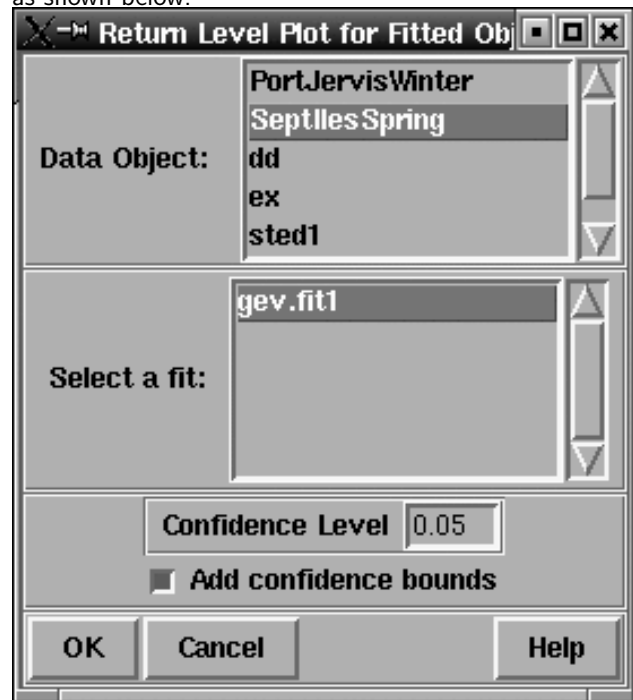 as shown below.
Return Level Plot for Fitted Obj
Data Object:
PortJervisWinter
SeptIlesSpring
dd
ex
sted1
Select a fit:
gev.fit1
Confidence Level 0.05
Add confidence bounds
OK Cancel Help